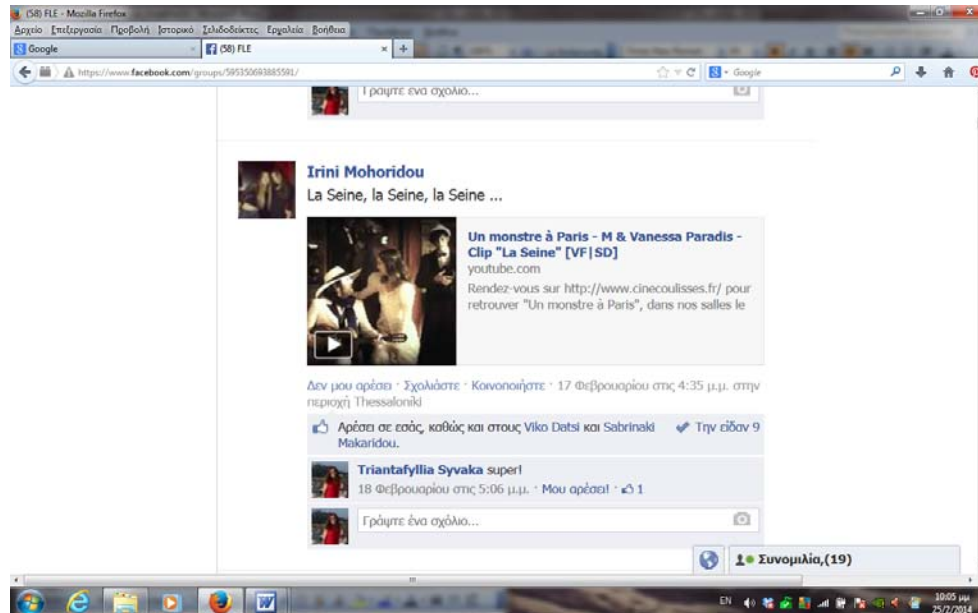 (58) FLE - Mozilla Firefox
Αρχείο Επεξεργασία Προβολή Ιστορικό Σελιδοδείκτες Εργαλεία Βοήθεια
Google
(58) FLE
https://www.facebook.com/groups/595350693885591/
Google
Γράψτε ένα σχόλιο...
Irini Mohoridou
La Seine, la Seine, la Seine ...
Un monstre à Paris - M & Vanessa Paradis -
Clip "La Seine" [VF|SD]
youtube.com
Rendez-vous sur http://www.cinecoulisses.fr/ pour
retrouver "Un monstre à Paris", dans nos salles le
Δεν μου αρέσει · Σχολιάστε · Κοινοποιήστε · 17 Φεβρουαρίου στις 4:35 μ.μ. στην
περιοχή Thessaloniki
Αρέσει σε εσάς, καθώς και στους Viko Datsi και Sabrinaki
Makaridou.
Την είδαν 9
Triantafyllia Syvaka super!
18 Φεβρουαρίου στις 5:06 μ.μ. · Μου αρέσει! · 1
Γράψτε ένα σχόλιο...
Συνομιλία,(19)
EN
10:05 μμ
25/2/2014